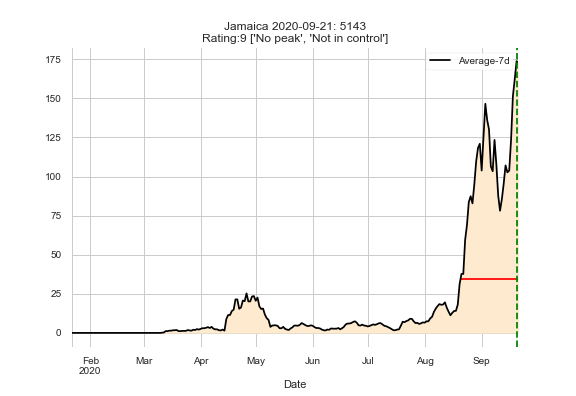 Jamaica 2020-09-21: 5143
Rating:9 ['No peak', 'Not in control']
Average-7d
175
150
125
100
75
50
25
0
Feb Mar Apr May Jun Jul Aug Sep
2020
Date